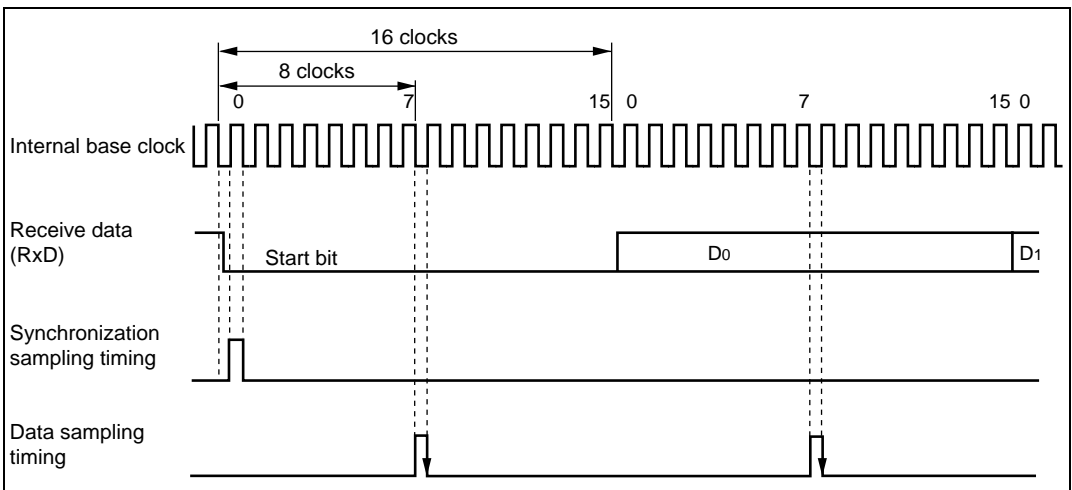 16 clocks
8 clocks
0 7 15 0 7 15 0
Internal base clock
Receive data
(RxD)
Start bit D0 D1
Synchronization
sampling timing
Data sampling
timing